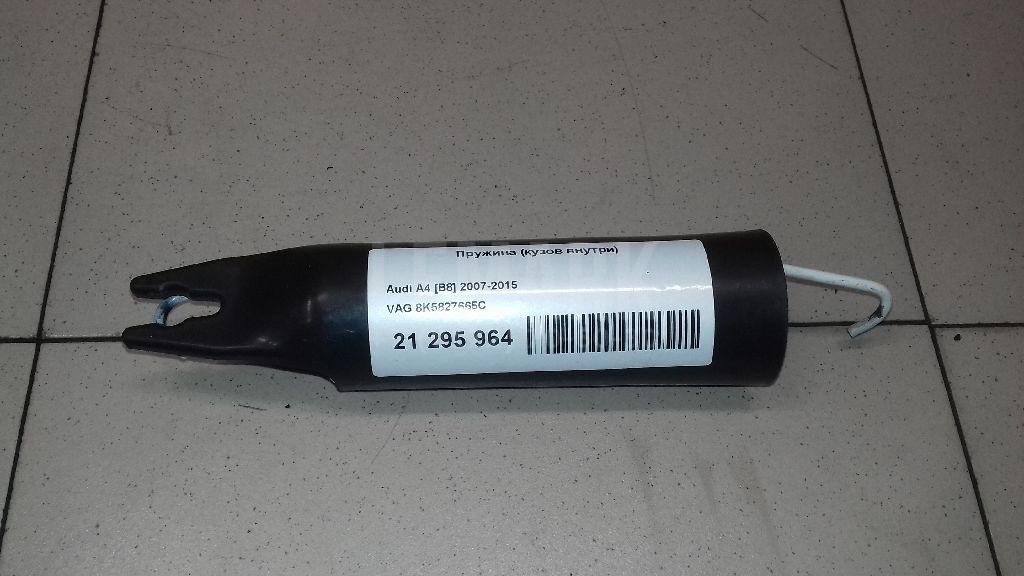 Пружина (кузов внутри)
Audi A4 [B8] 2007-2015
VAG 8K5827665C
21 295 964